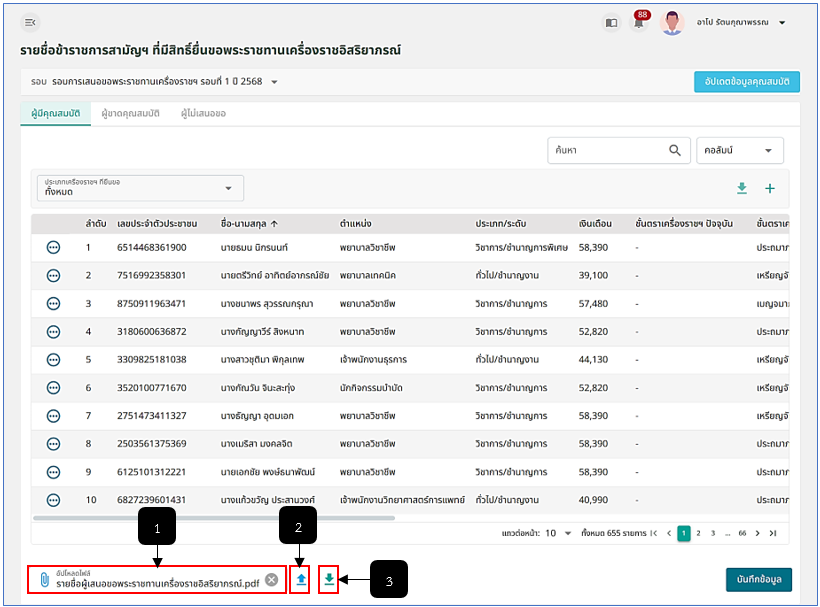 88
อาโป รัตนกุณาพรรณ
รายชื่อข้าราชการสามัญฯ ที่มีสิทธิ์ยื่นขอพระราชทานเครื่องราชอิสริยาภรณ์
รอบ รอบการเสนอขอพระราชทานเครื่องราชฯ รอบที่ 1 ปี 2568
อัปเดตข้อมูลคุณสมบัติ
ผู้มีคุณสมบัติ ผู้ขาดคุณสมบัติ ผู้ไม่เสนอขอ
ค้นหา คอลัมน์
ประเภทเครื่องราชฯ ที่ยื่นขอ
ทั้งหมด
ลำดับ เลขประจำตัวประชาชน ชื่อ-นามสกุล ตำแหน่ง ประเภท/ระดับ เงินเดือน ชั้นตราเครื่องราชฯ ปัจจุบัน ชั้นตราเค
1 6514468361900 นายธมน นิกรนนท์ พยาบาลวิชาชีพ วิชาการ/ชำนาญการพิเศษ 58,390 - ประถมาภ
2 7516992358301 นายตรีวิทย์ อาทิตย์อาภรณ์ชัย พยาบาลเทคนิค ทั่วไป/ชำนาญงาน 39,100 - เหรียญจั
3 8750911963471 นางชนาพร สุวรรณกรุณา พยาบาลวิชาชีพ วิชาการ/ชำนาญการ 57,480 - เบญจมา
4 3180600636872 นางกัญญาวีร์ สิงหนาท พยาบาลวิชาชีพ วิชาการ/ชำนาญการ 52,820 - ประถมาภ
5 3309825181038 นางสาวชุติมา พิกุลเทพ เจ้าพนักงานธุรการ ทั่วไป/ชำนาญงาน 44,130 - เหรียญจั
6 3520100771670 นางกัณวัน จินะสะทุ่ง นักกิจกรรมบำบัด วิชาการ/ชำนาญการ 52,820 - เหรียญจั
7 2751473411327 นางธัญญา อุดมเอก พยาบาลวิชาชีพ วิชาการ/ชำนาญการ 58,390 - เหรียญจั
8 2503561375369 นางเมริสา มงคลจิต พยาบาลวิชาชีพ วิชาการ/ชำนาญการ 58,390 - ประถมาภ
9 6125101312221 นายเอกชัย พงษ์ธนาพัฒน์ พยาบาลวิชาชีพ วิชาการ/ชำนาญการ 58,390 - เหรียญจั
10 6827239601431 นางแก้วขวัญ ประสานวงศ์ เจ้าพนักงานวิทยาศาสตร์การแพทย์ ทั่วไป/ชำนาญงาน 40,990 - ประถมาภ
แถวต่อหน้า: 10 ทั้งหมด 655 รายการ 1 2 3 ... 66
1 2 3
อัปโหลดไฟล์
รายชื่อผู้เสนอขอพระราชทานเครื่องราชอิสริยาภรณ์.pdf
บันทึกข้อมูล